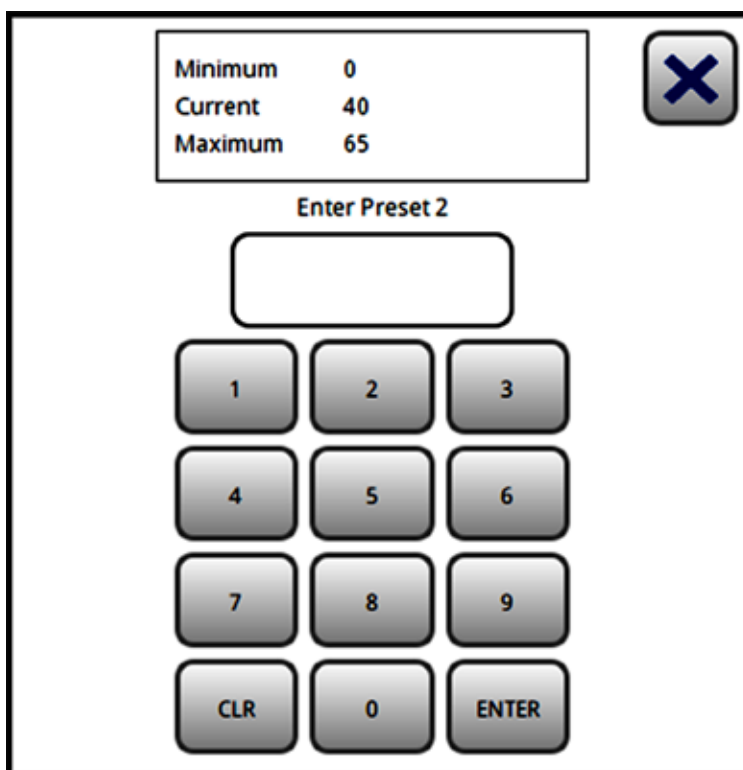 Minimum 0
Current 40
Maximum 65
Enter Preset 2
1 2 3
4 5 6
7 8 9
CLR 0 ENTER